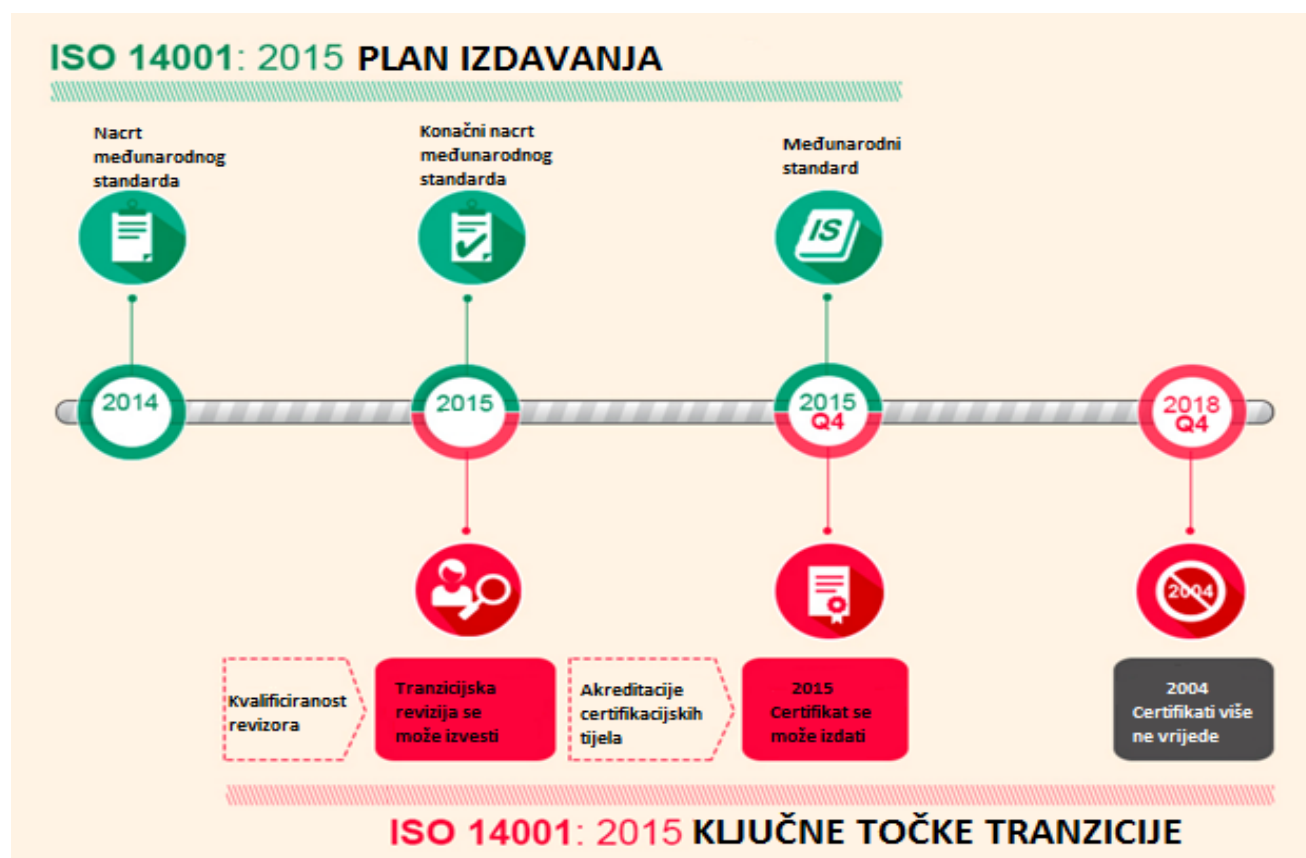 ISO 14001: 2015 PLAN IZDAVANJA
Nacrt
međunarodnog
standarda
Konačni nacrt
međunarodnog
standarda
Međunarodni
standard
IS
2014
2015
2015
Q4
2018
Q4
2004
Kvalificiranost
revizora
Tranzicijska
revizija se
može izvesti
Akreditacije
certifikacijskih
tijela
2015
Certifikat se
može izdati
2004
Certifikati više
ne vrijede
ISO 14001: 2015 KLJUČNE TOČKE TRANZICIJE